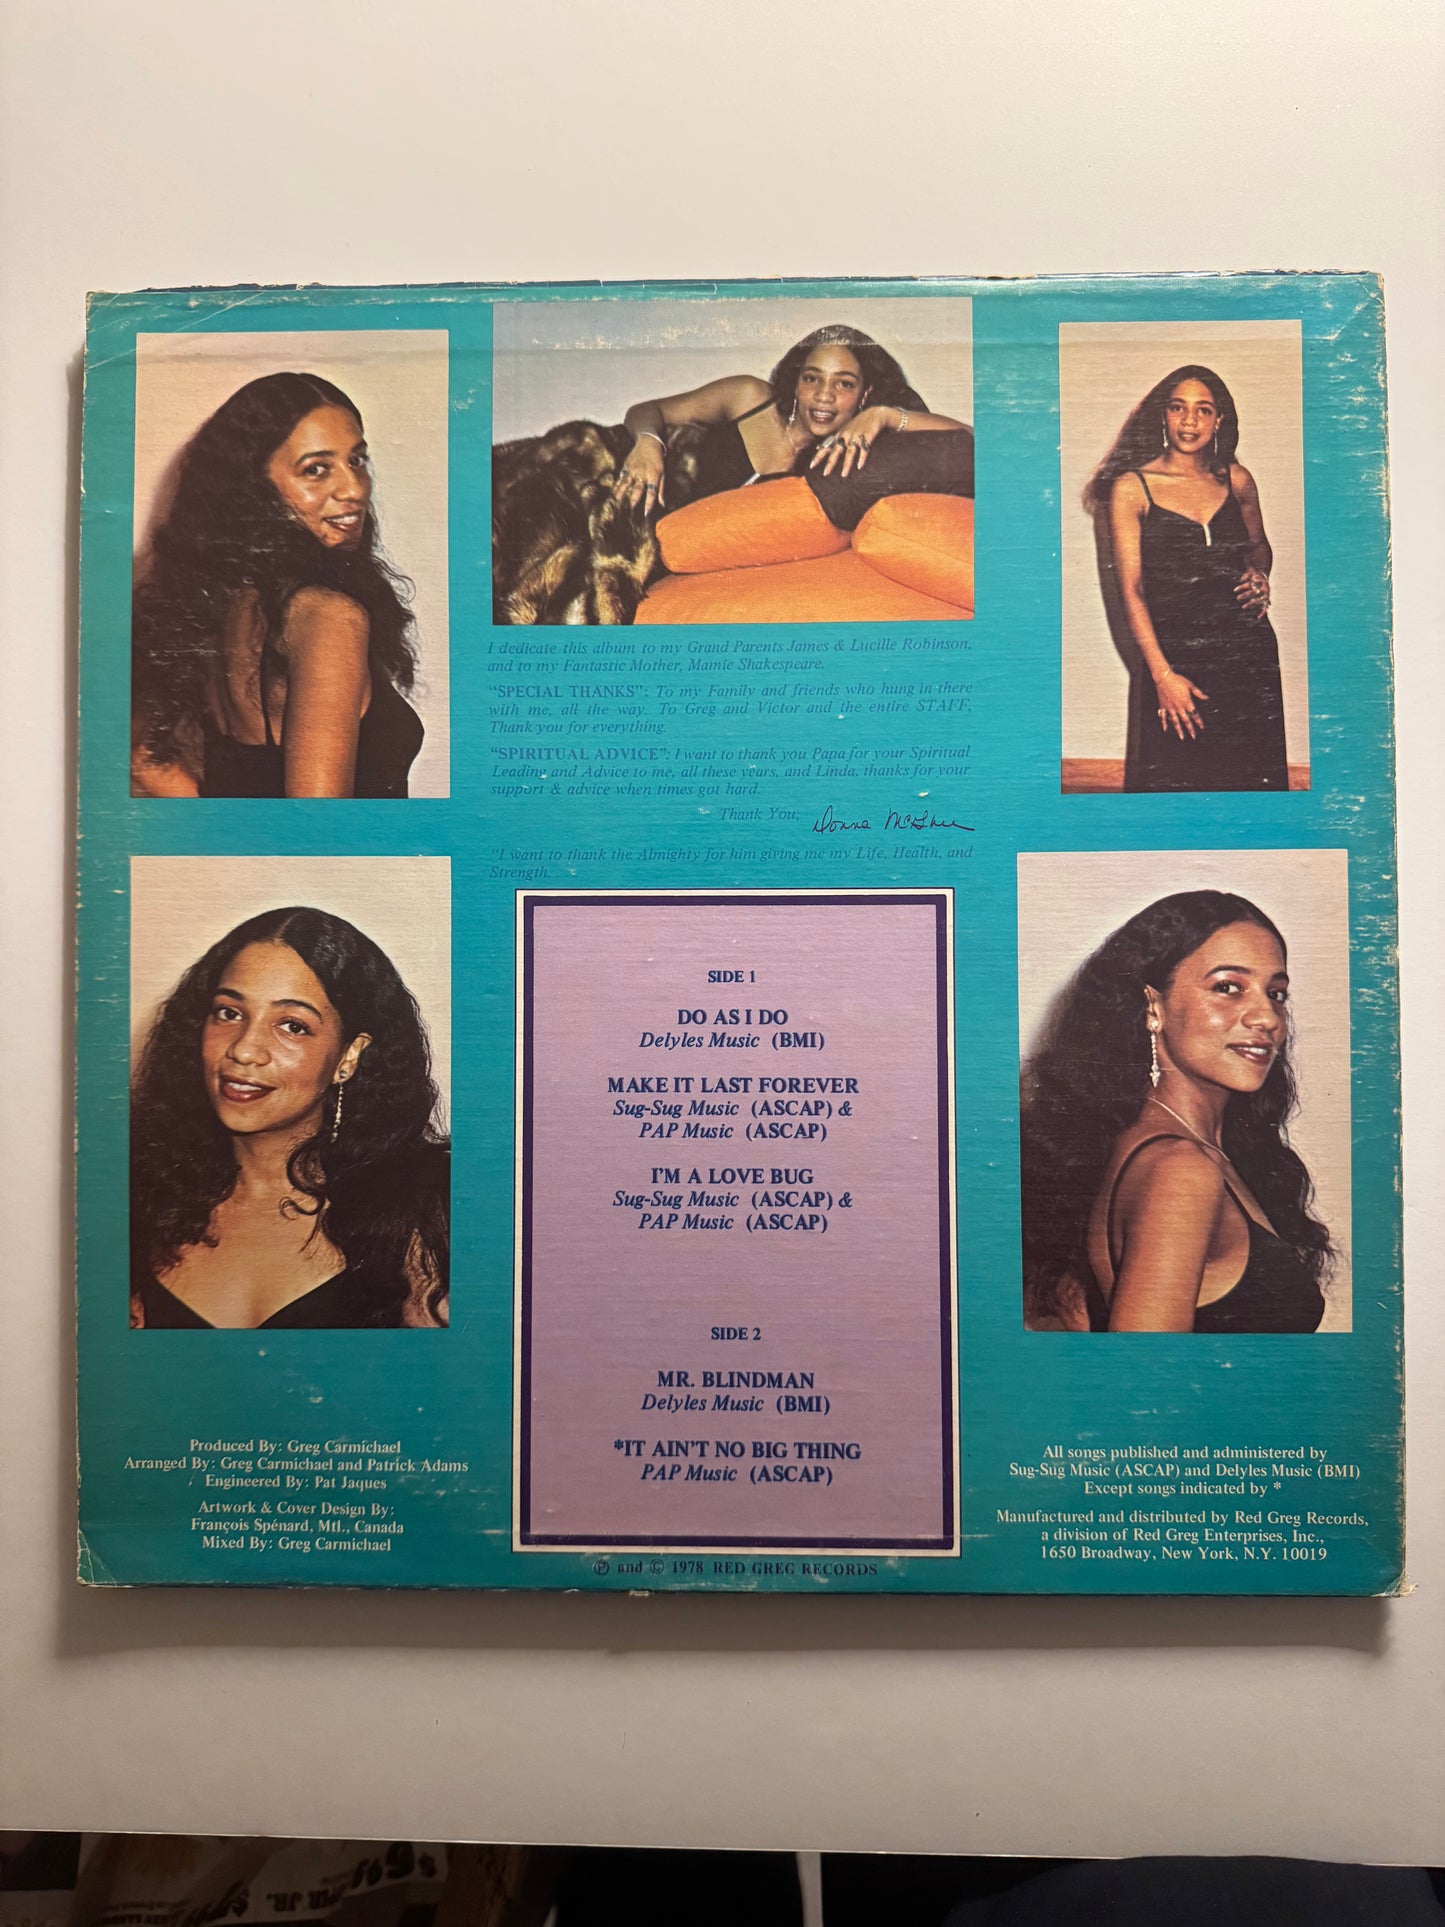 I dedicate this album to my Grand Parents James & Lucille Robinson,
and to my Fantastic Mother, Mamie Shakespeare.
"SPECIAL THANKS": To my Family and friends who hung in there
with me, all the way. To Greg and Victor and the entire STAFF,
Thank you for everything.
"SPIRITUAL ADVICE": I want to thank you Papa for your Spiritual
Leading and Advice to me, all these years, and Linda, thanks for your
support & advice when times got hard.
Thank You, Donna McGhee
"I want to thank the Almighty for him giving me my Life, Health, and
Strength. . .
SIDE 1
DO AS I DO
Delyles Music (BMI)
MAKE IT LAST FOREVER
Sug-Sug Music (ASCAP) &
PAP Music (ASCAP)
I'M A LOVE BUG
Sug-Sug Music (ASCAP) &
PAP Music (ASCAP)
SIDE 2
MR. BLINDMAN
Delyles Music (BMI)
*IT AIN'T NO BIG THING
PAP Music (ASCAP)
Produced By: Greg Carmichael
Arranged By: Greg Carmichael and Patrick Adams
Engineered By: Pat Jaques
Artwork & Cover Design By:
François Spénard, Mtl., Canada
Mixed By: Greg Carmichael
All songs published and administered by
Sug-Sug Music (ASCAP) and Delyles Music (BMI)
Except songs indicated by *
Manufactured and distributed by Red Greg Records,
a division of Red Greg Enterprises, Inc.,
1650 Broadway, New York, N.Y. 10019
Ⓟ and © 1978 RED GREG RECORDS